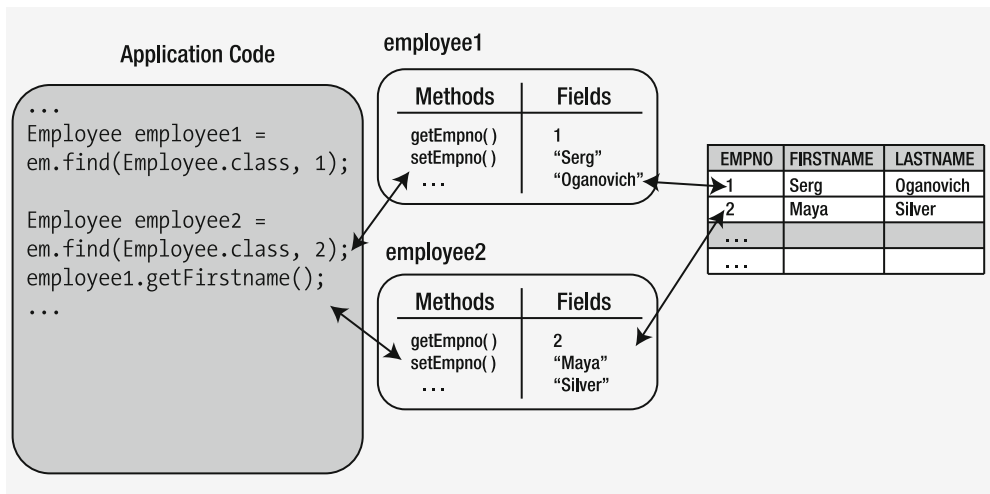 Application Code
...
Employee employee1 =
em.find(Employee.class, 1);
Employee employee2 =
em.find(Employee.class, 2);
employee1.getFirstname();
...
employee1
Methods Fields
getEmpno( ) 1
setEmpno( ) “Serg”
... “Oganovich”
employee2
Methods Fields
getEmpno( ) 2
setEmpno( ) “Maya”
... “Silver”
EMPNO FIRSTNAME LASTNAME
1 Serg Oganovich
2 Maya Silver
...
...